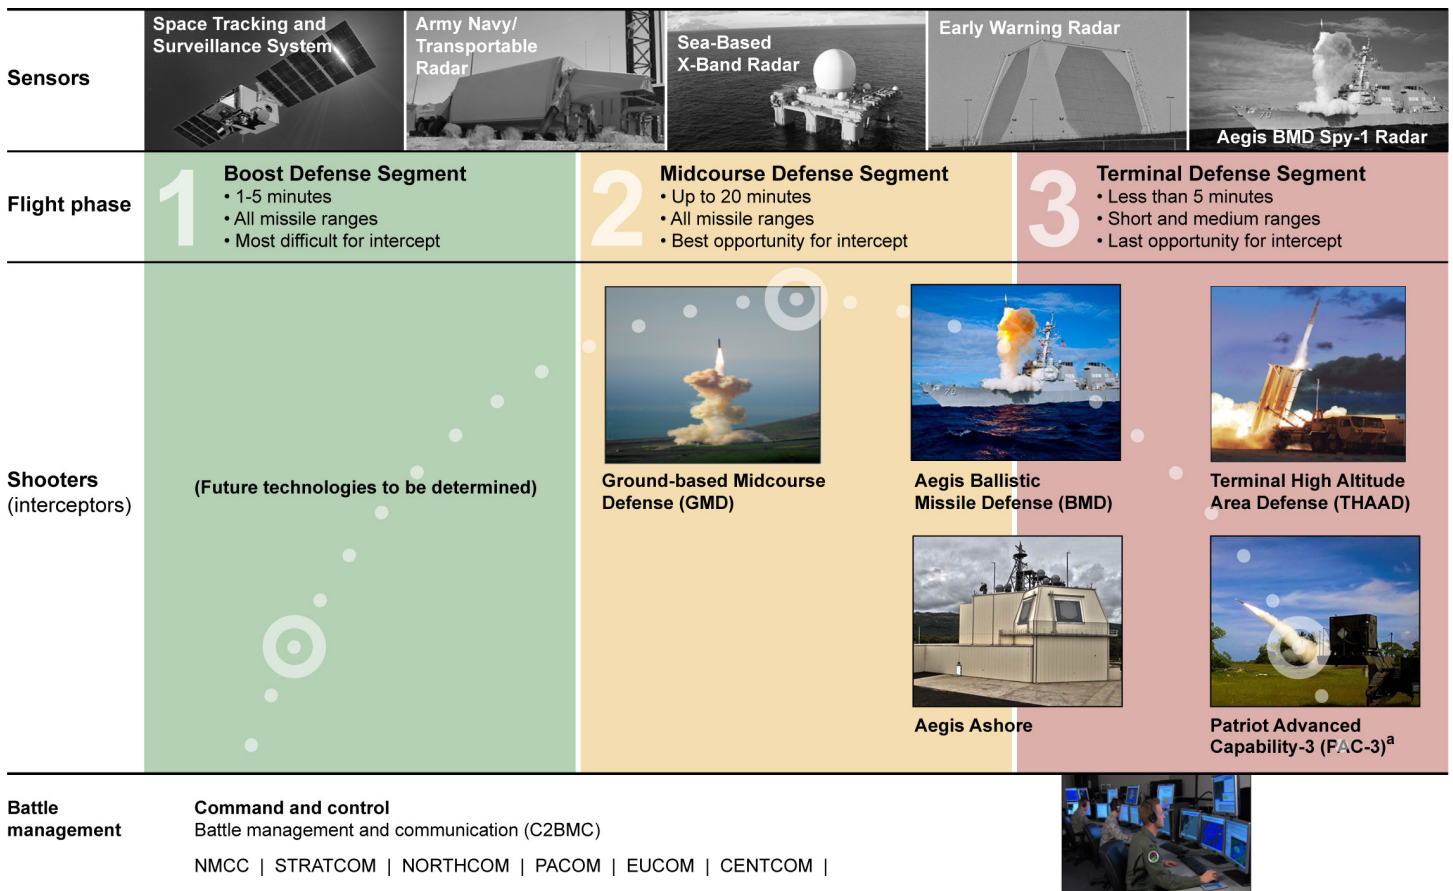 Space Tracking and
Surveillance System
Army Navy/
Transportable
Radar
Sea-Based
X-Band Radar
Early Warning Radar
Aegis BMD Spy-1 Radar
Sensors
Flight phase
1
Boost Defense Segment
• 1-5 minutes
• All missile ranges
• Most difficult for intercept
2
Midcourse Defense Segment
• Up to 20 minutes
• All missile ranges
• Best opportunity for intercept
3
Terminal Defense Segment
• Less than 5 minutes
• Short and medium ranges
• Last opportunity for intercept
Shooters
(interceptors)
(Future technologies to be determined)
Ground-based Midcourse
Defense (GMD)
Aegis Ballistic
Missile Defense (BMD)
Terminal High Altitude
Area Defense (THAAD)
Aegis Ashore
Patriot Advanced
Capability-3 (PAC-3)a
Battle
management
Command and control
Battle management and communication (C2BMC)
NMCC | STRATCOM | NORTHCOM | PACOM | EUCOM | CENTCOM |
70
70